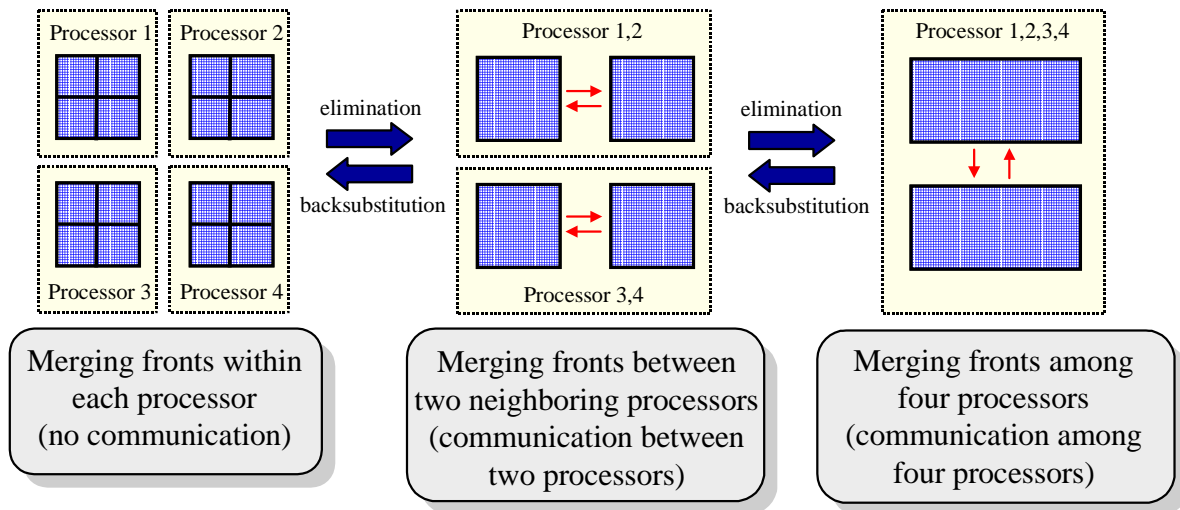 Processor 1
Processor 2
Processor 3
Processor 4
elimination
backsubstitution
Processor 1,2
Processor 3,4
elimination
backsubstitution
Processor 1,2,3,4
Merging fronts within
each processor
(no communication)
Merging fronts between
two neighboring processors
(communication between
two processors)
Merging fronts among
four processors
(communication among
four processors)